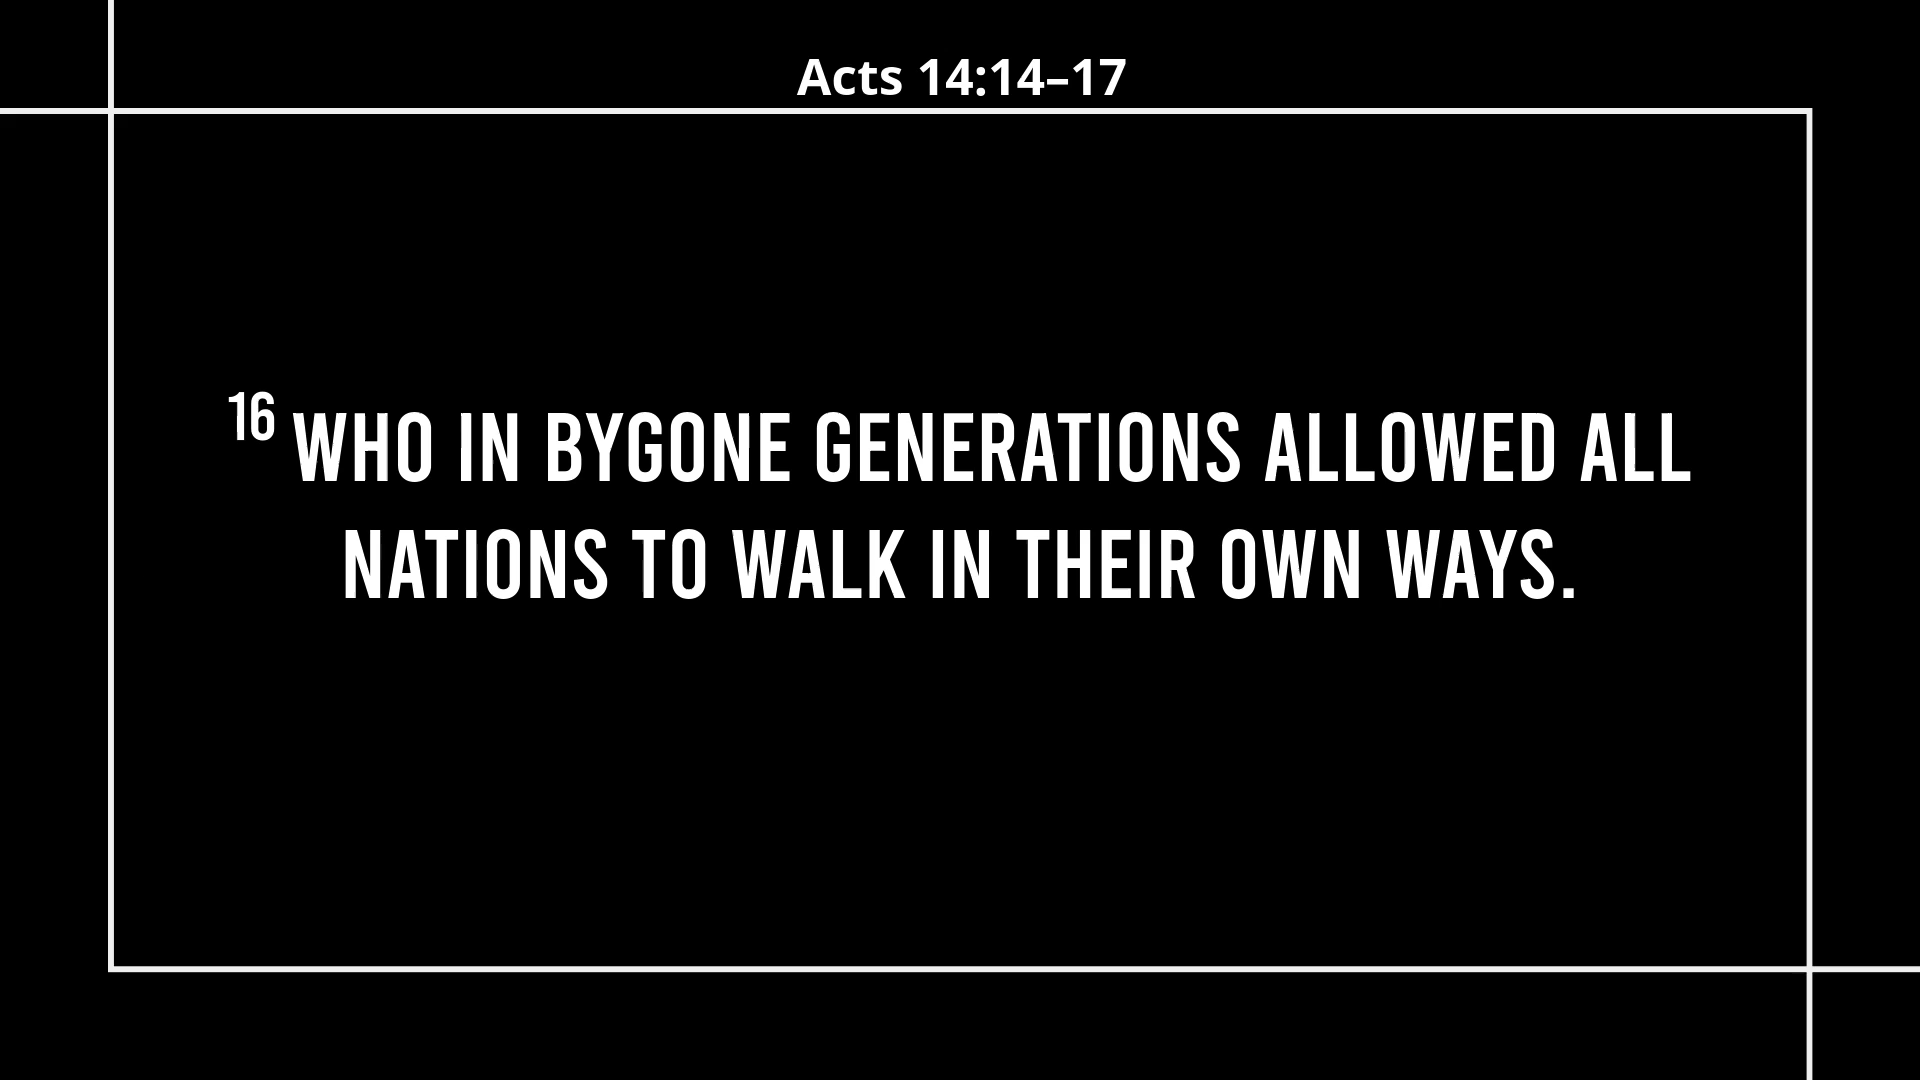 Acts 14:14–17
16 WHO IN BYGONE GENERATIONS ALLOWED ALL
NATIONS TO WALK IN THEIR OWN WAYS.